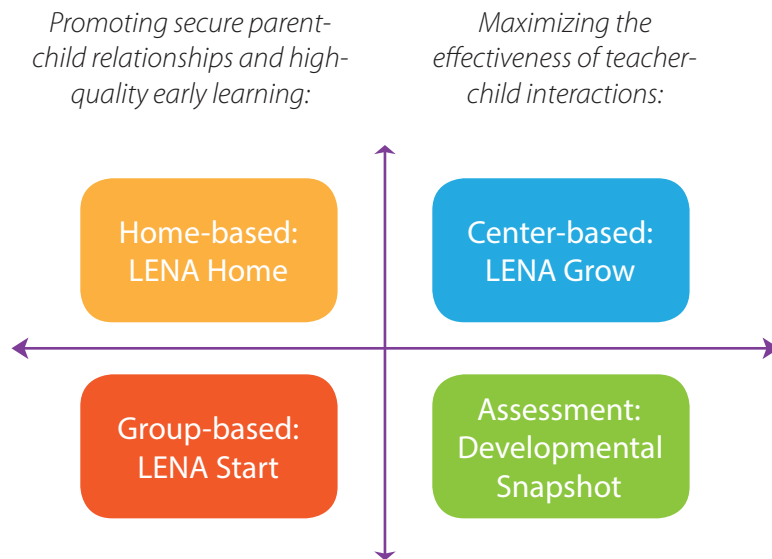 Promoting secure parent-
child relationships and high-
quality early learning:
Maximizing the
effectiveness of teacher-
child interactions:
Home-based:
LENA Home
Center-based:
LENA Grow
Group-based:
LENA Start
Assessment:
Developmental
Snapshot